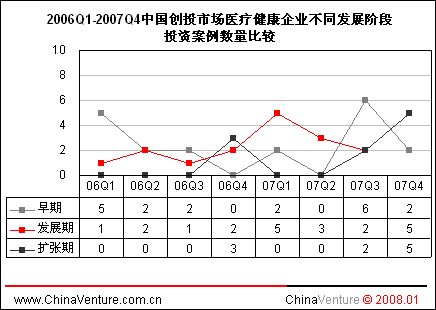 2006Q1-2007Q4中国创投市场医疗健康企业不同发展阶段
投资案例数量比较
10
8
6
4
2
0
06Q1 06Q2 06Q3 06Q4 07Q1 07Q2 07Q3 07Q4
早期 5 2 2 0 2 0 6 2
发展期 1 2 1 2 5 3 2 5
扩张期 0 0 0 3 0 0 2 5
www.ChinaVenture.com.cn ChinaVenture © 2008.01